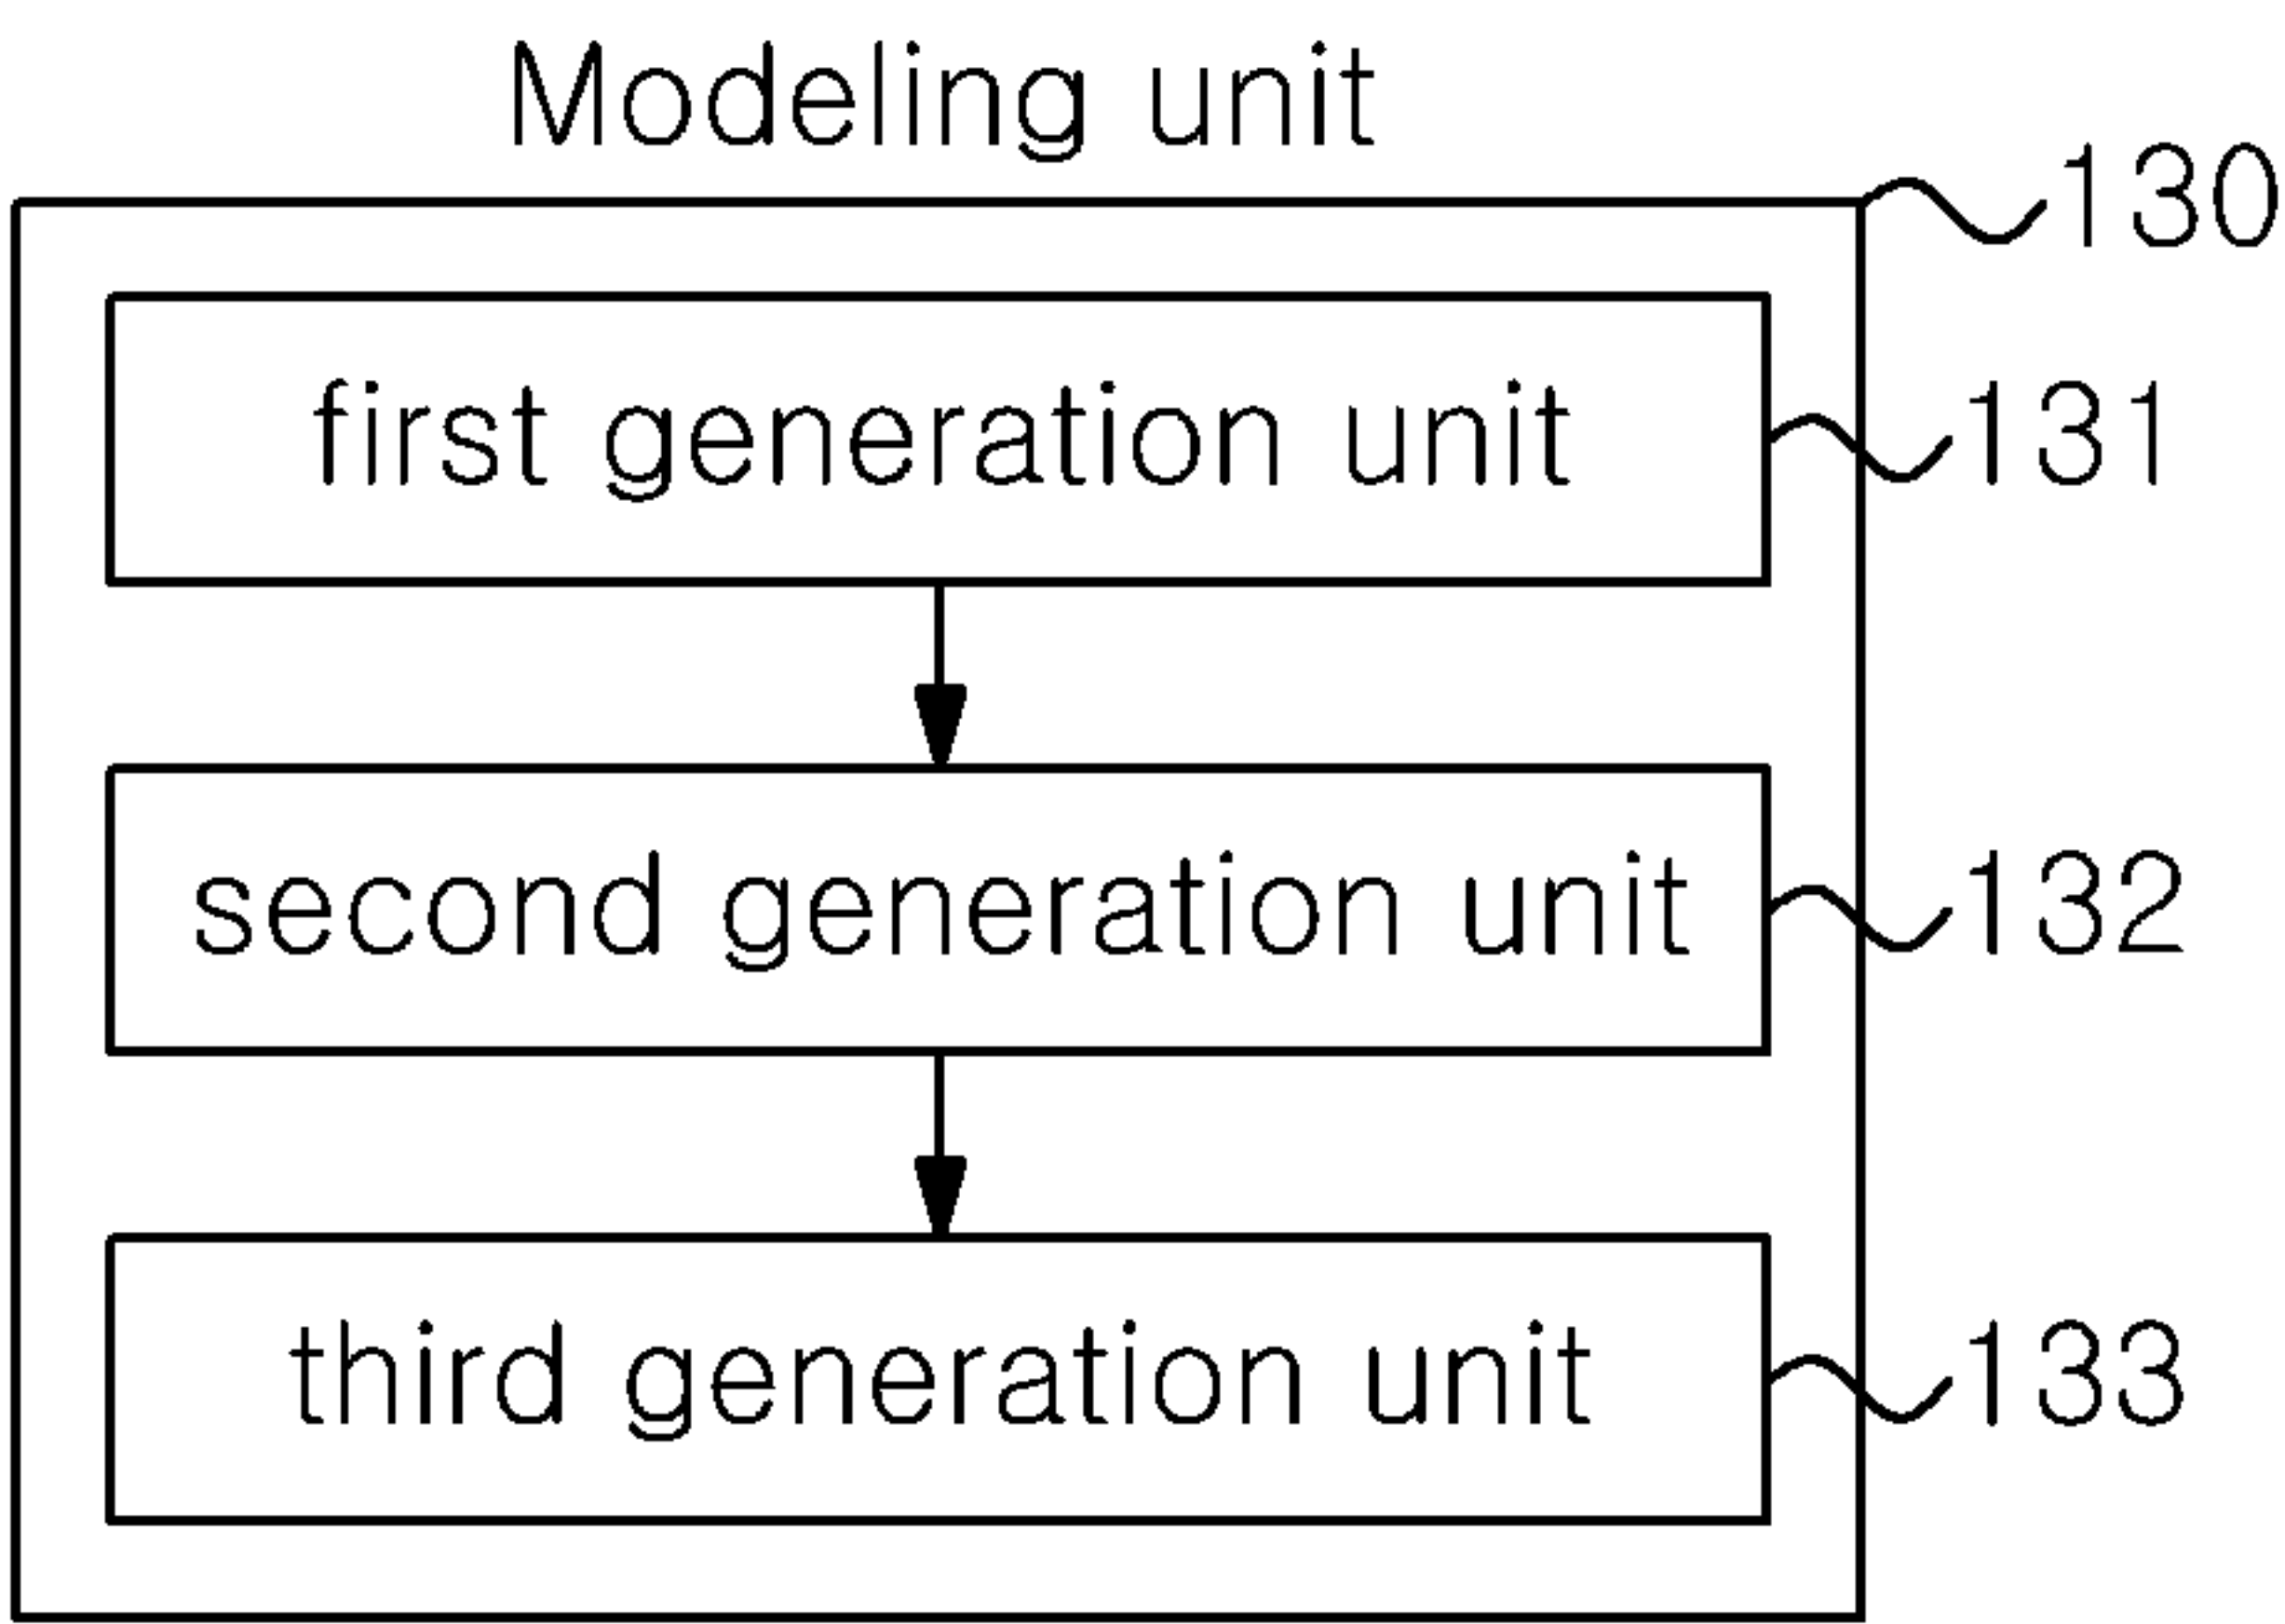 Modeling unit
130
first generation unit
131
second generation unit
132
third generation unit
133